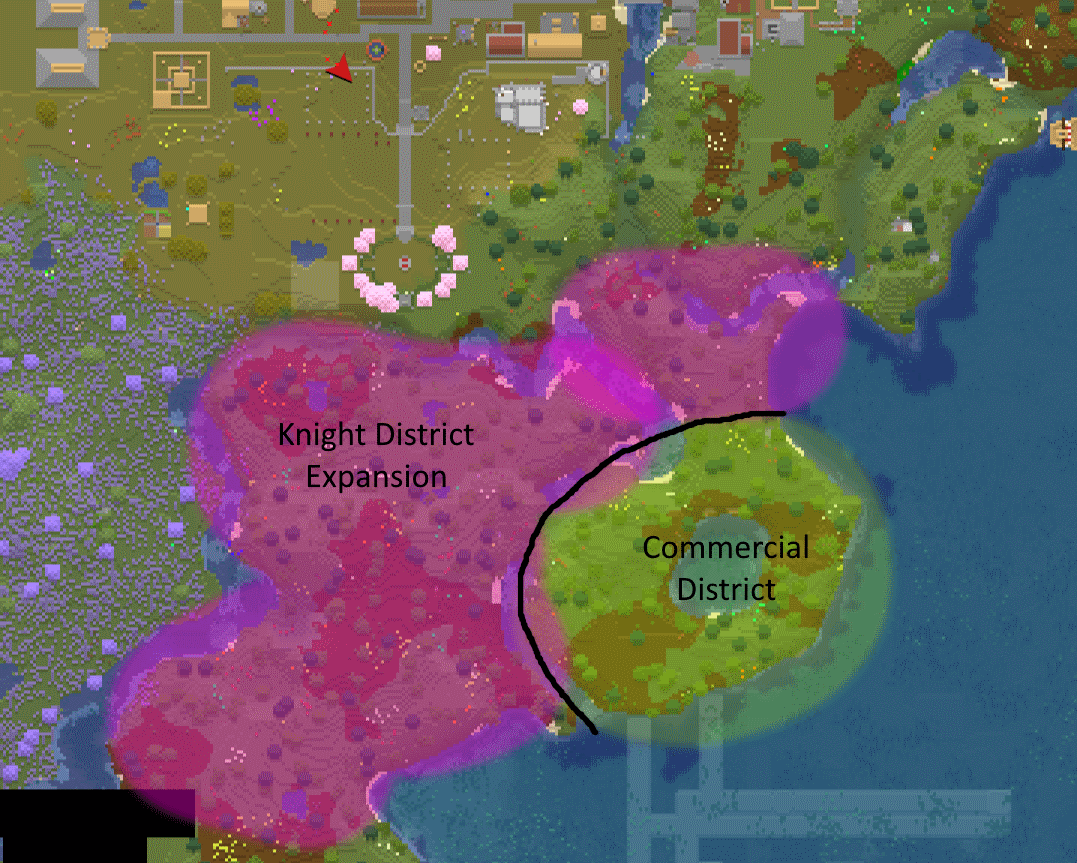 Knight District
Expansion
Commercial
District